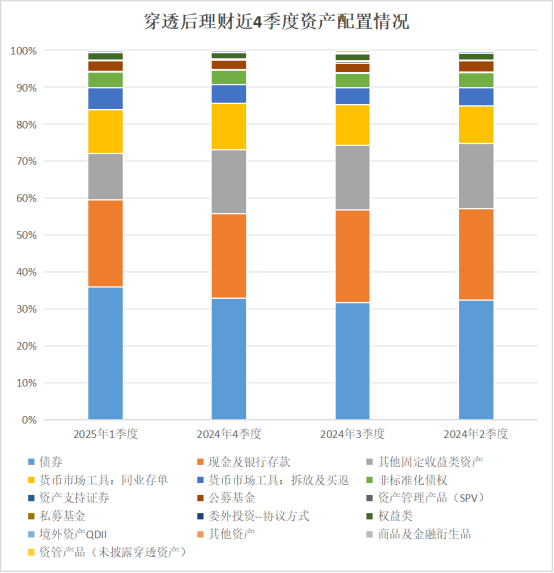 穿透后理财近4季度资产配置情况
100%
90%
80%
70%
60%
50%
40%
30%
20%
10%
0%
2025年1季度 2024年4季度 2024年3季度 2024年2季度
债券 现金及银行存款 其他固定收益类资产
货币市场工具：同业存单 货币市场工具：拆放及买返 非标准化债权
资产支持证券 公募基金 资产管理产品（SPV）
私募基金 委外投资--协议方式 权益类
境外资产QDII 其他资产 商品及金融衍生品
资管产品（未披露穿透资产）